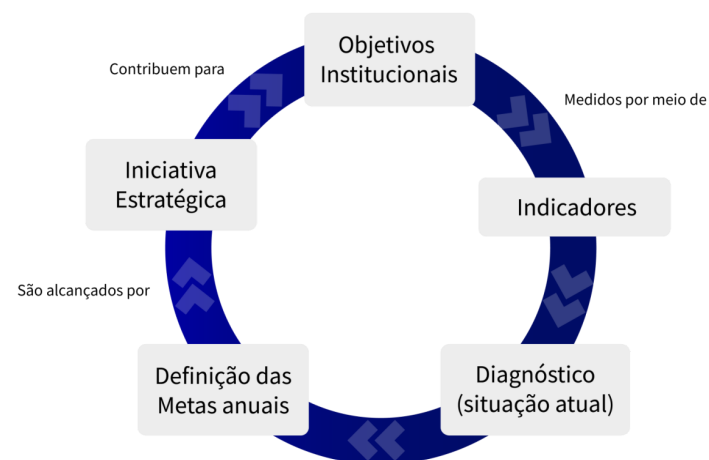 Objetivos
Institucionais
Contribuem para
Medidos por meio de
Iniciativa
Estratégica
Indicadores
São alcançados por
Definição das
Metas anuais
Diagnóstico
(situação atual)